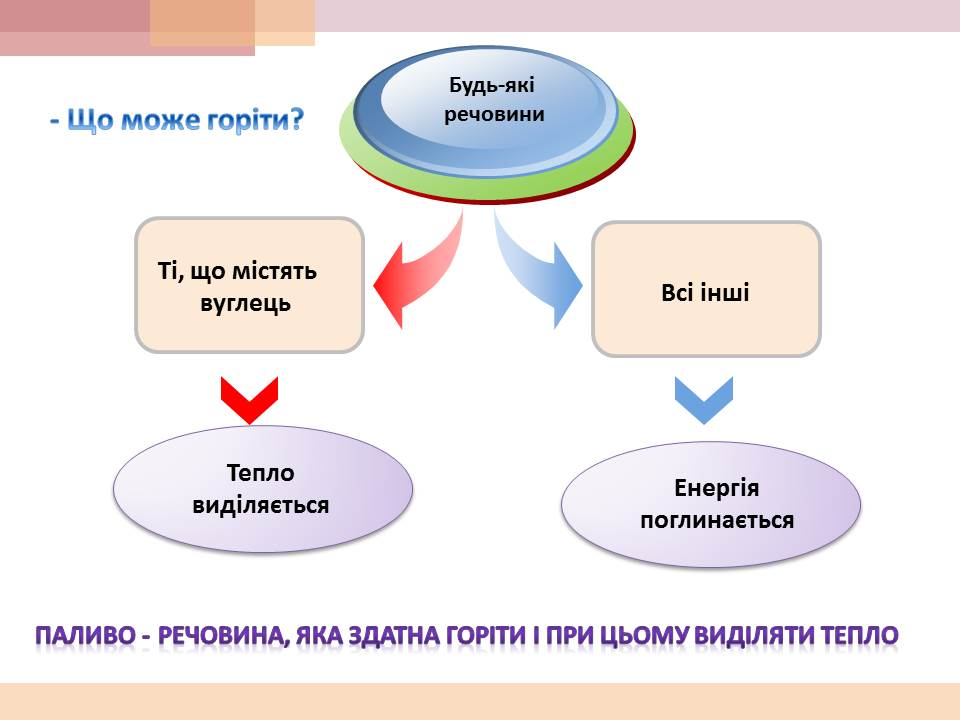 Будь-які
речовини
- Що може горіти?
Ті, що містять
вуглець
Всі інші
Тепло
виділяється
Енергія
поглинається
ПАЛИВО - РЕЧОВИНА, ЯКА ЗДАТНА ГОРІТИ І ПРИ ЦЬОМУ ВИДІЛЯТИ ТЕПЛО